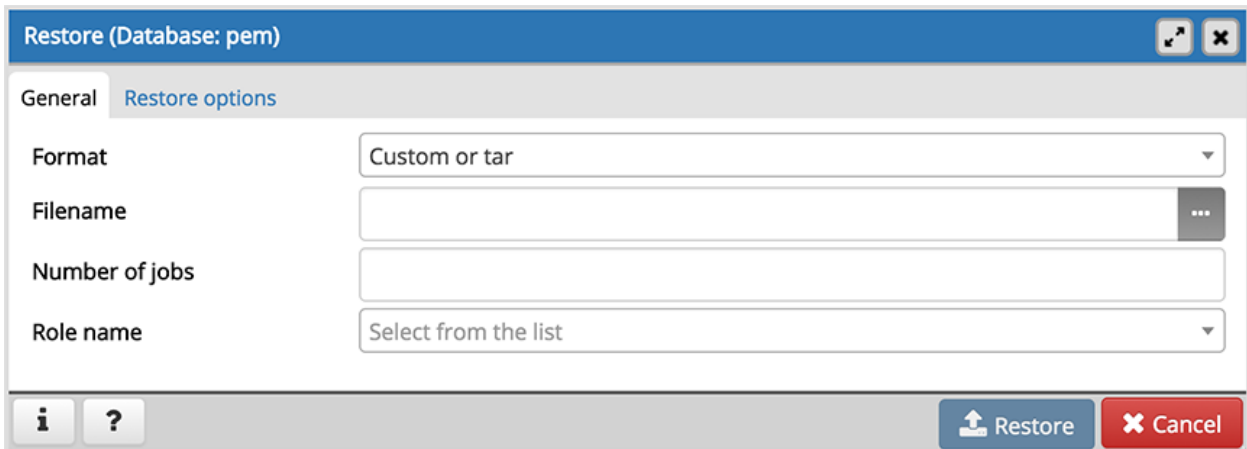 Restore (Database: pem)
General Restore options
Format Custom or tar
Filename ...
Number of jobs
Role name Select from the list
i ? Restore Cancel